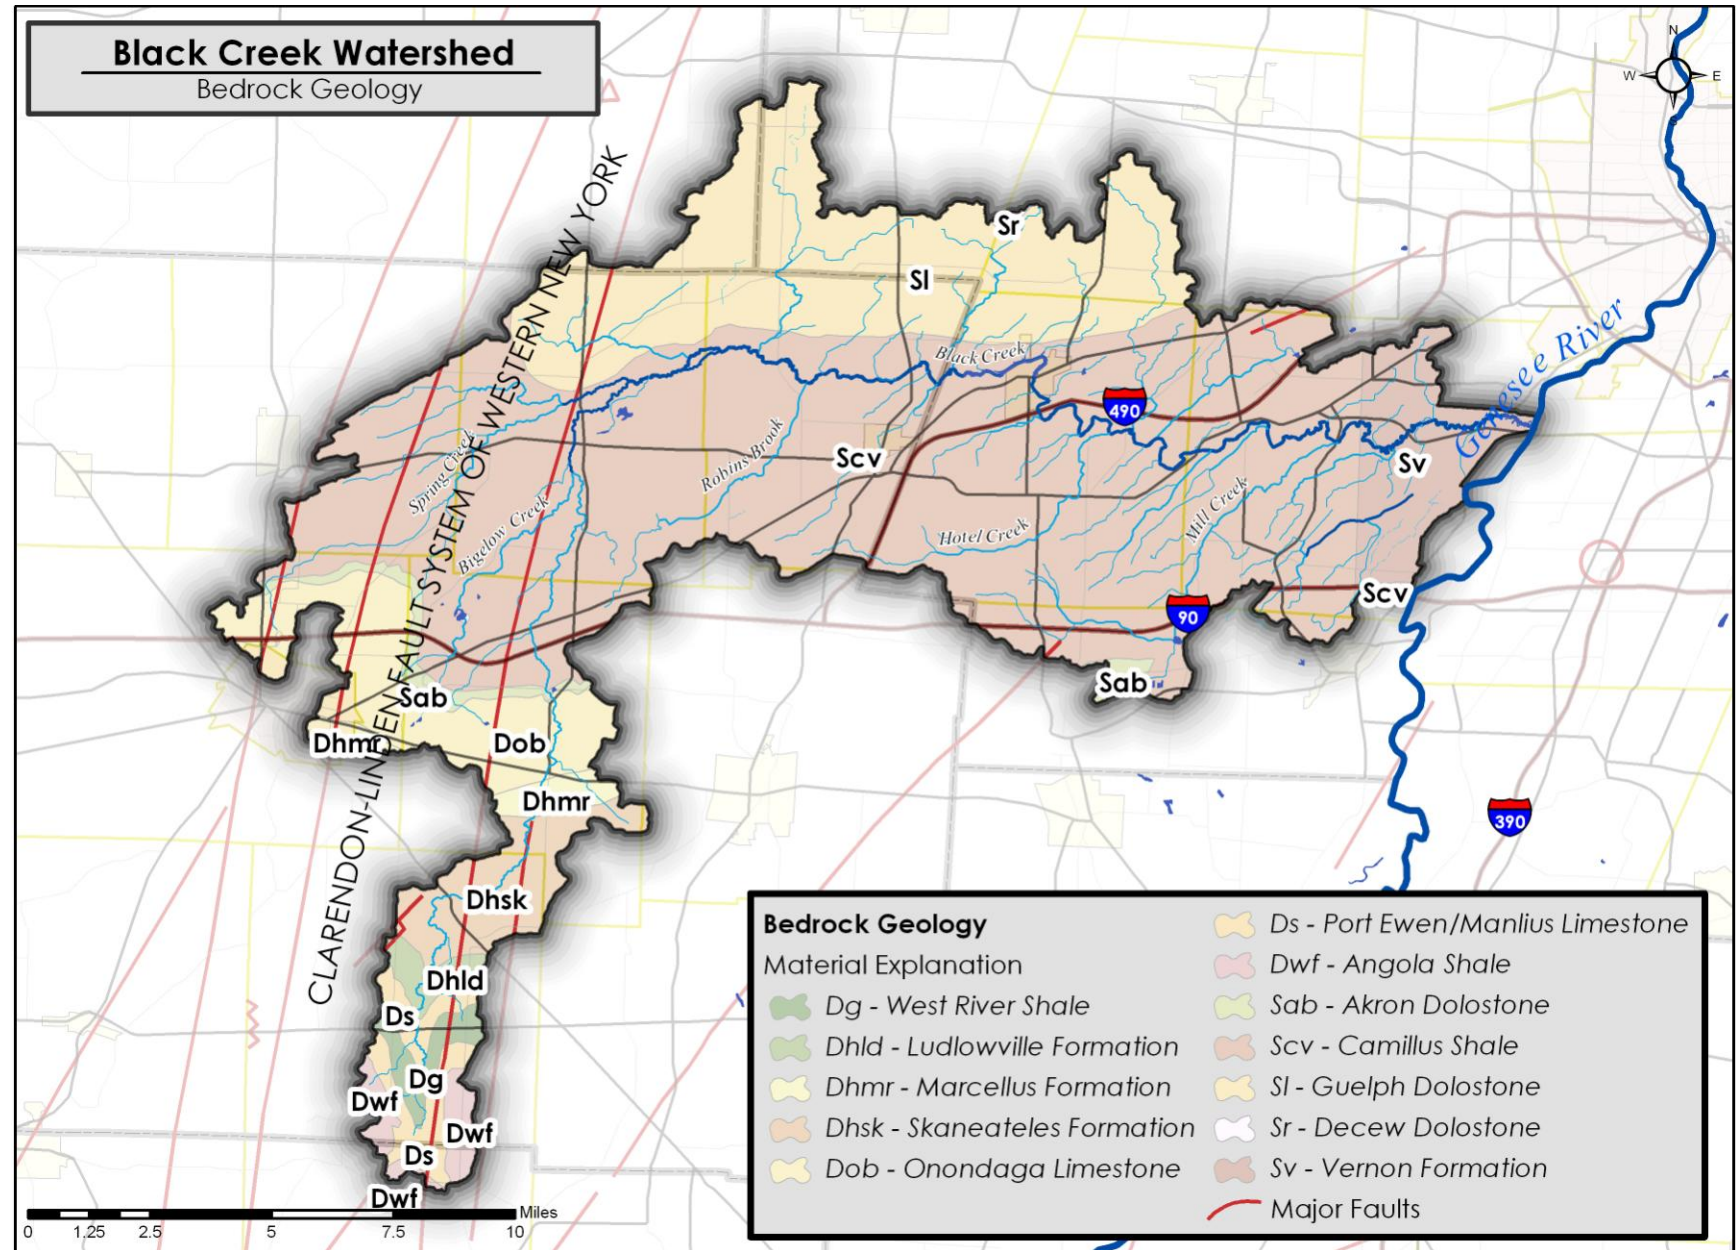 Black Creek Watershed
Bedrock Geology
N
W
E
S
CLARENDON-LINDEN FAULT SYSTEM OF WESTERN NEW YORK
Sr
Sl
Black Creek
490
Genesee River
Spring Creek
Robins Brook
Scv
Sv
Bigelow Creek
Hotel Creek
Mill Creek
Scv
90
Sab
Sab
Dhmr
Dob
Dhmr
390
Dhsk
Dhld
Ds
Dg
Dwf
Dwf
Ds
Dwf
Miles
0 1.25 2.5 5 7.5 10
Bedrock Geology
Material Explanation
Dg - West River Shale
Dhld - Ludlowville Formation
Dhmr - Marcellus Formation
Dhsk - Skaneateles Formation
Dob - Onondaga Limestone
Ds - Port Ewen/Manlius Limestone
Dwf - Angola Shale
Sab - Akron Dolostone
Scv - Camillus Shale
Sl - Guelph Dolostone
Sr - Decew Dolostone
Sv - Vernon Formation
Major Faults